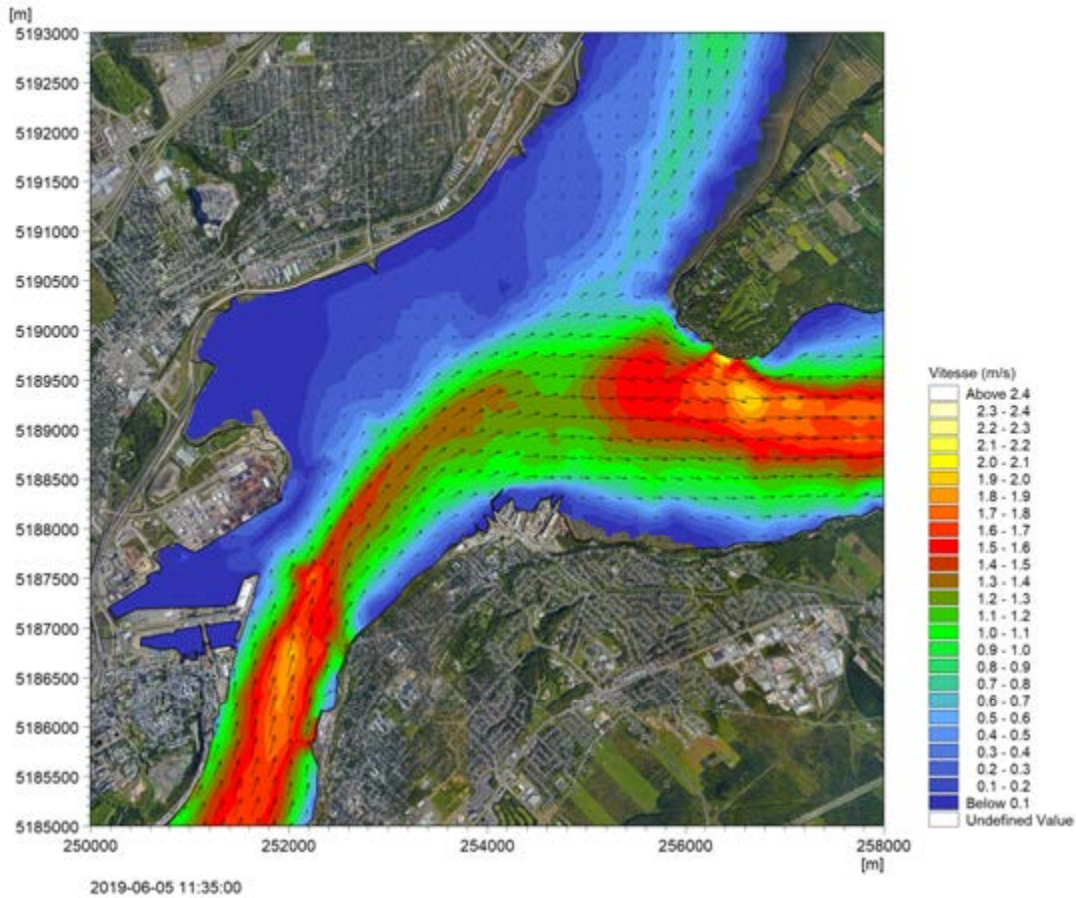 [m]
5193000
5192500
5192000
5191500
5191000
5190500
5190000
5189500
5189000
5188500
5188000
5187500
5187000
5186500
5186000
5185500
5185000
250000 252000 254000 256000 258000
[m]
2019-06-05 11:35:00
Vitesse (m/s)
Above 2.4
2.3 - 2.4
2.2 - 2.3
2.1 - 2.2
2.0 - 2.1
1.9 - 2.0
1.8 - 1.9
1.7 - 1.8
1.6 - 1.7
1.5 - 1.6
1.4 - 1.5
1.3 - 1.4
1.2 - 1.3
1.1 - 1.2
1.0 - 1.1
0.9 - 1.0
0.8 - 0.9
0.7 - 0.8
0.6 - 0.7
0.5 - 0.6
0.4 - 0.5
0.3 - 0.4
0.2 - 0.3
0.1 - 0.2
Below 0.1
Undefined Value